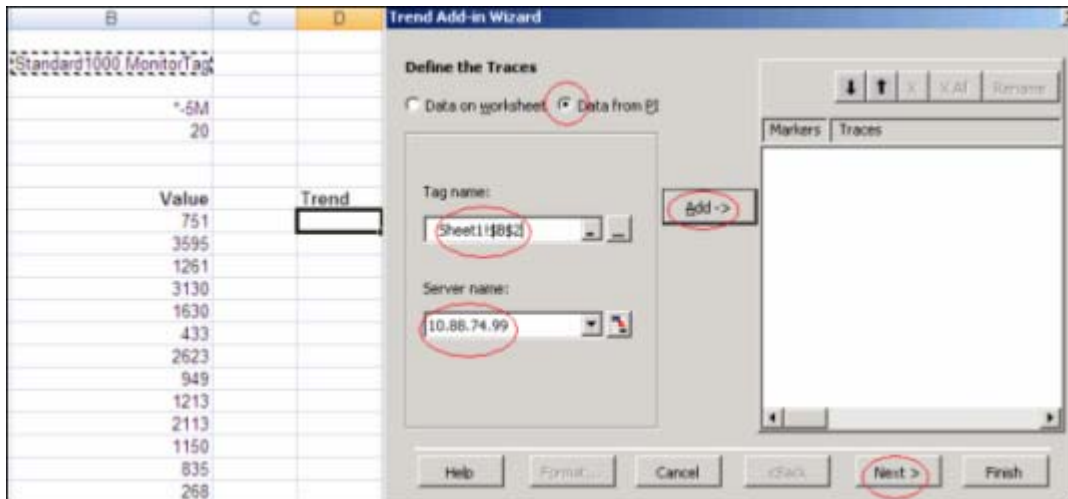 B C D
Standard1000 MonitorTag
*-5M
20
Value Trend
751
3595
1261
3130
1630
433
2623
949
1213
2113
1150
835
268
Trend Add-in Wizard
Define the Traces
Data on worksheet Data from PI
Tag name:
Sheet1!$B$2
Server name:
10.88.74.99
Add ->
X X All Rename
Markers Traces
Help Format... Cancel <Back Next > Finish